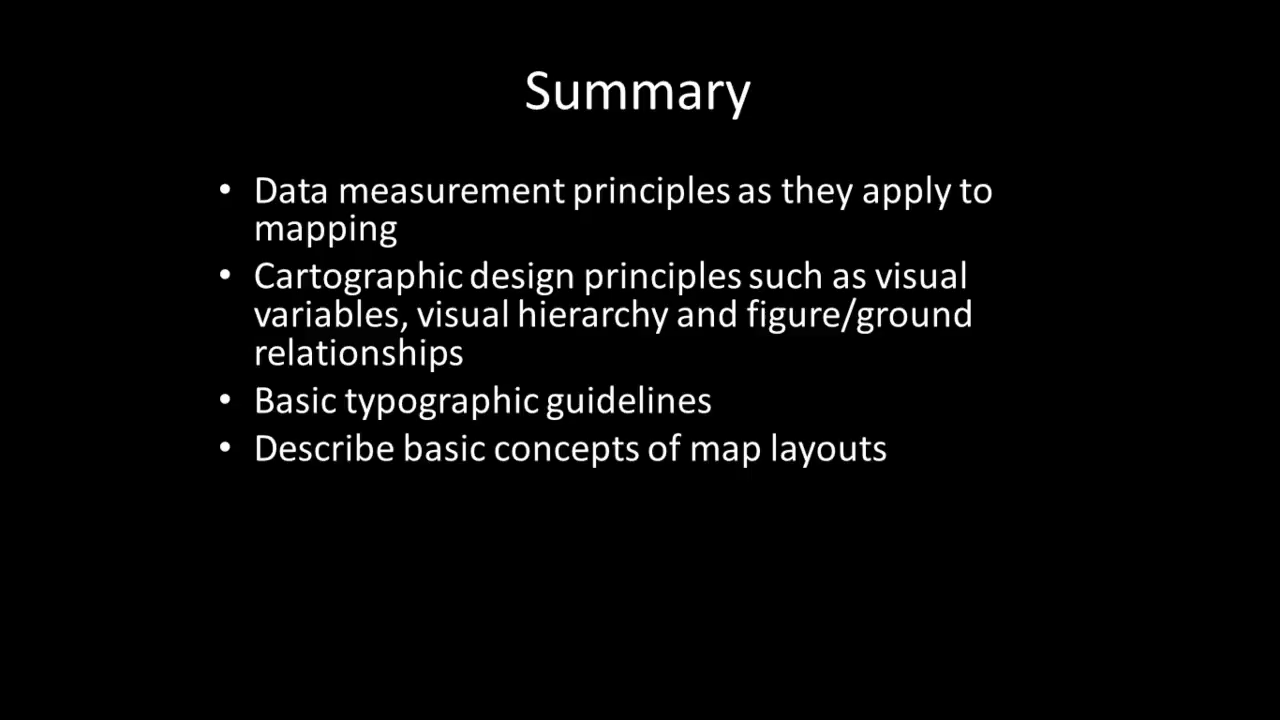 Summary
• Data measurement principles as they apply to
mapping
• Cartographic design principles such as visual
variables, visual hierarchy and figure/ground
relationships
• Basic typographic guidelines
• Describe basic concepts of map layouts